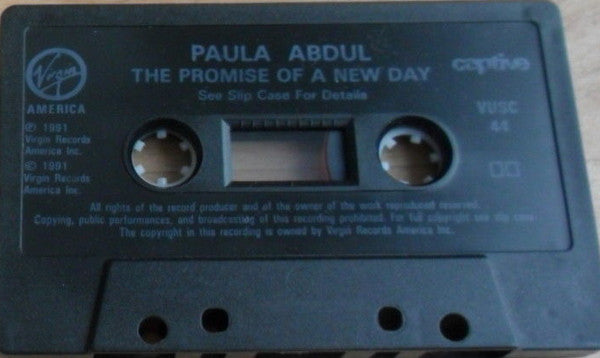 Virgin
AMERICA
℗ 1991
Virgin Records
America Inc.
© 1991
Virgin Records
America Inc.
PAULA ABDUL
THE PROMISE OF A NEW DAY
See Slip Case For Details
captive
VUSC
44
All rights of the record producer and of the owner of the work reproduced reserved.
Copying, public performances, and broadcasting of this recording prohibited. For full copyright see slip case.
The copyright in this recording is owned by Virgin Records America Inc.